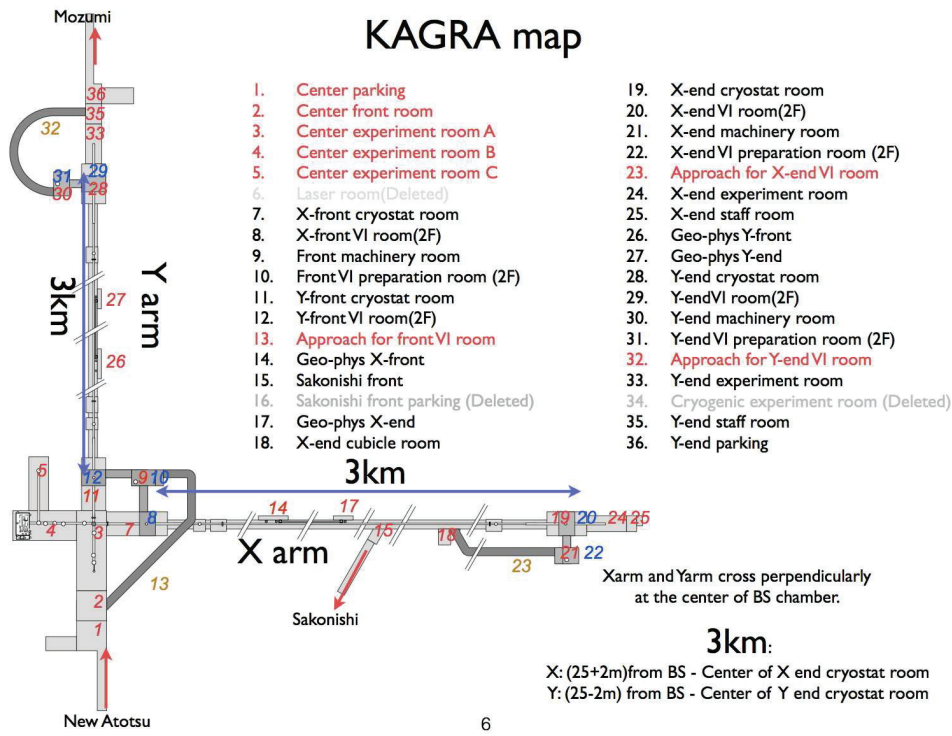 KAGRA map
Mozumi
1. Center parking
2. Center front room
3. Center experiment room A
4. Center experiment room B
5. Center experiment room C
6. Laser room(Deleted)
7. X-front cryostat room
8. X-front VI room(2F)
9. Front machinery room
10. Front VI preparation room (2F)
11. Y-front cryostat room
12. Y-front VI room(2F)
13. Approach for front VI room
14. Geo-phys X-front
15. Sakonishi front
16. Sakonishi front parking (Deleted)
17. Geo-phys X-end
18. X-end cubicle room
19. X-end cryostat room
20. X-end VI room(2F)
21. X-end machinery room
22. X-end VI preparation room (2F)
23. Approach for X-end VI room
24. X-end experiment room
25. X-end staff room
26. Geo-phys Y-front
27. Geo-phys Y-end
28. Y-end cryostat room
29. Y-endVI room(2F)
30. Y-end machinery room
31. Y-end VI preparation room (2F)
32. Approach for Y-end VI room
33. Y-end experiment room
34. Cryogenic experiment room (Deleted)
35. Y-end staff room
36. Y-end parking
36
35
32
33
31
29
30
28
3km
Y arm
27
26
5
12
9
10
11
3km
4
3
7
8
14
17
15
18
19
20
24
25
X arm
21
22
23
13
2
1
Sakonishi
New Atotsu
Xarm and Yarm cross perpendicularly
at the center of BS chamber.
3km:
X: (25+2m)from BS - Center of X end cryostat room
Y: (25-2m) from BS - Center of Y end cryostat room
6